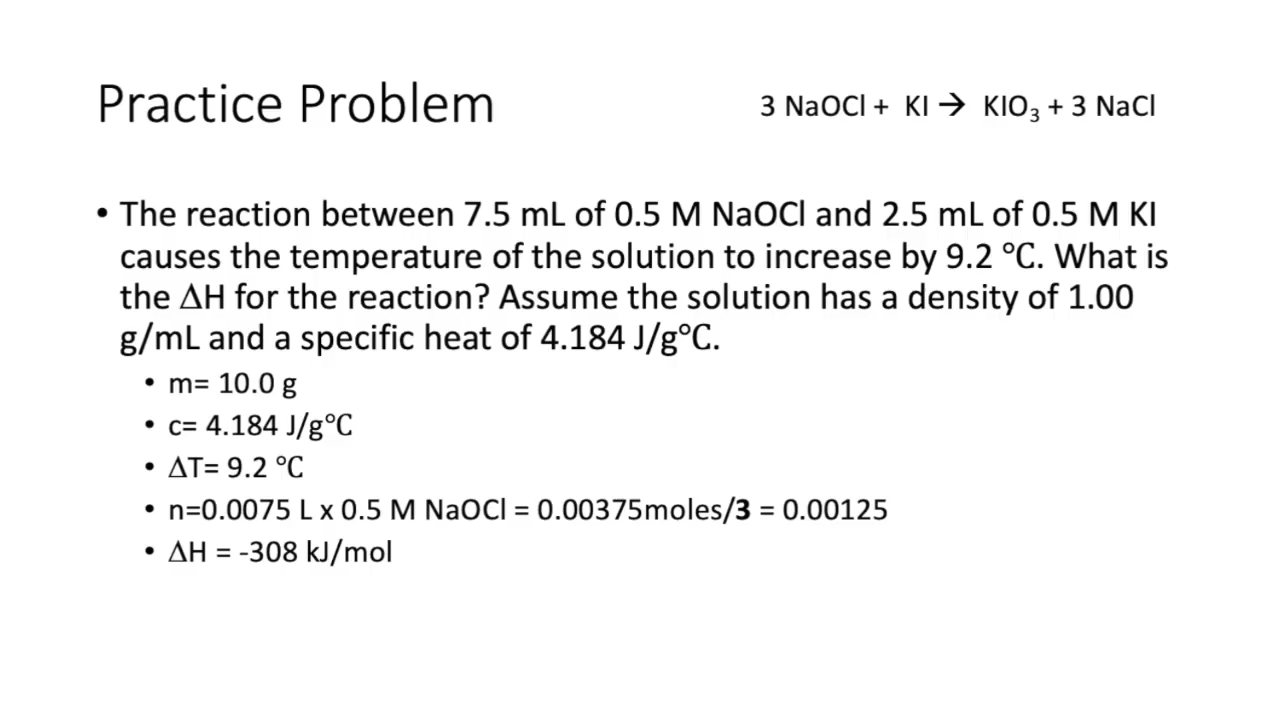 Practice Problem
3 NaOCl + KI → KIO₃ + 3 NaCl
• The reaction between 7.5 mL of 0.5 M NaOCl and 2.5 mL of 0.5 M KI
causes the temperature of the solution to increase by 9.2 °C. What is
the ΔH for the reaction? Assume the solution has a density of 1.00
g/mL and a specific heat of 4.184 J/g°C.
• m= 10.0 g
• c= 4.184 J/g°C
• ΔT= 9.2 °C
• n=0.0075 L x 0.5 M NaOCl = 0.00375moles/3 = 0.00125
• ΔH = -308 kJ/mol